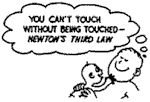 YOU CAN'T TOUCH
WITHOUT BEING TOUCHED—
NEWTON'S THIRD LAW